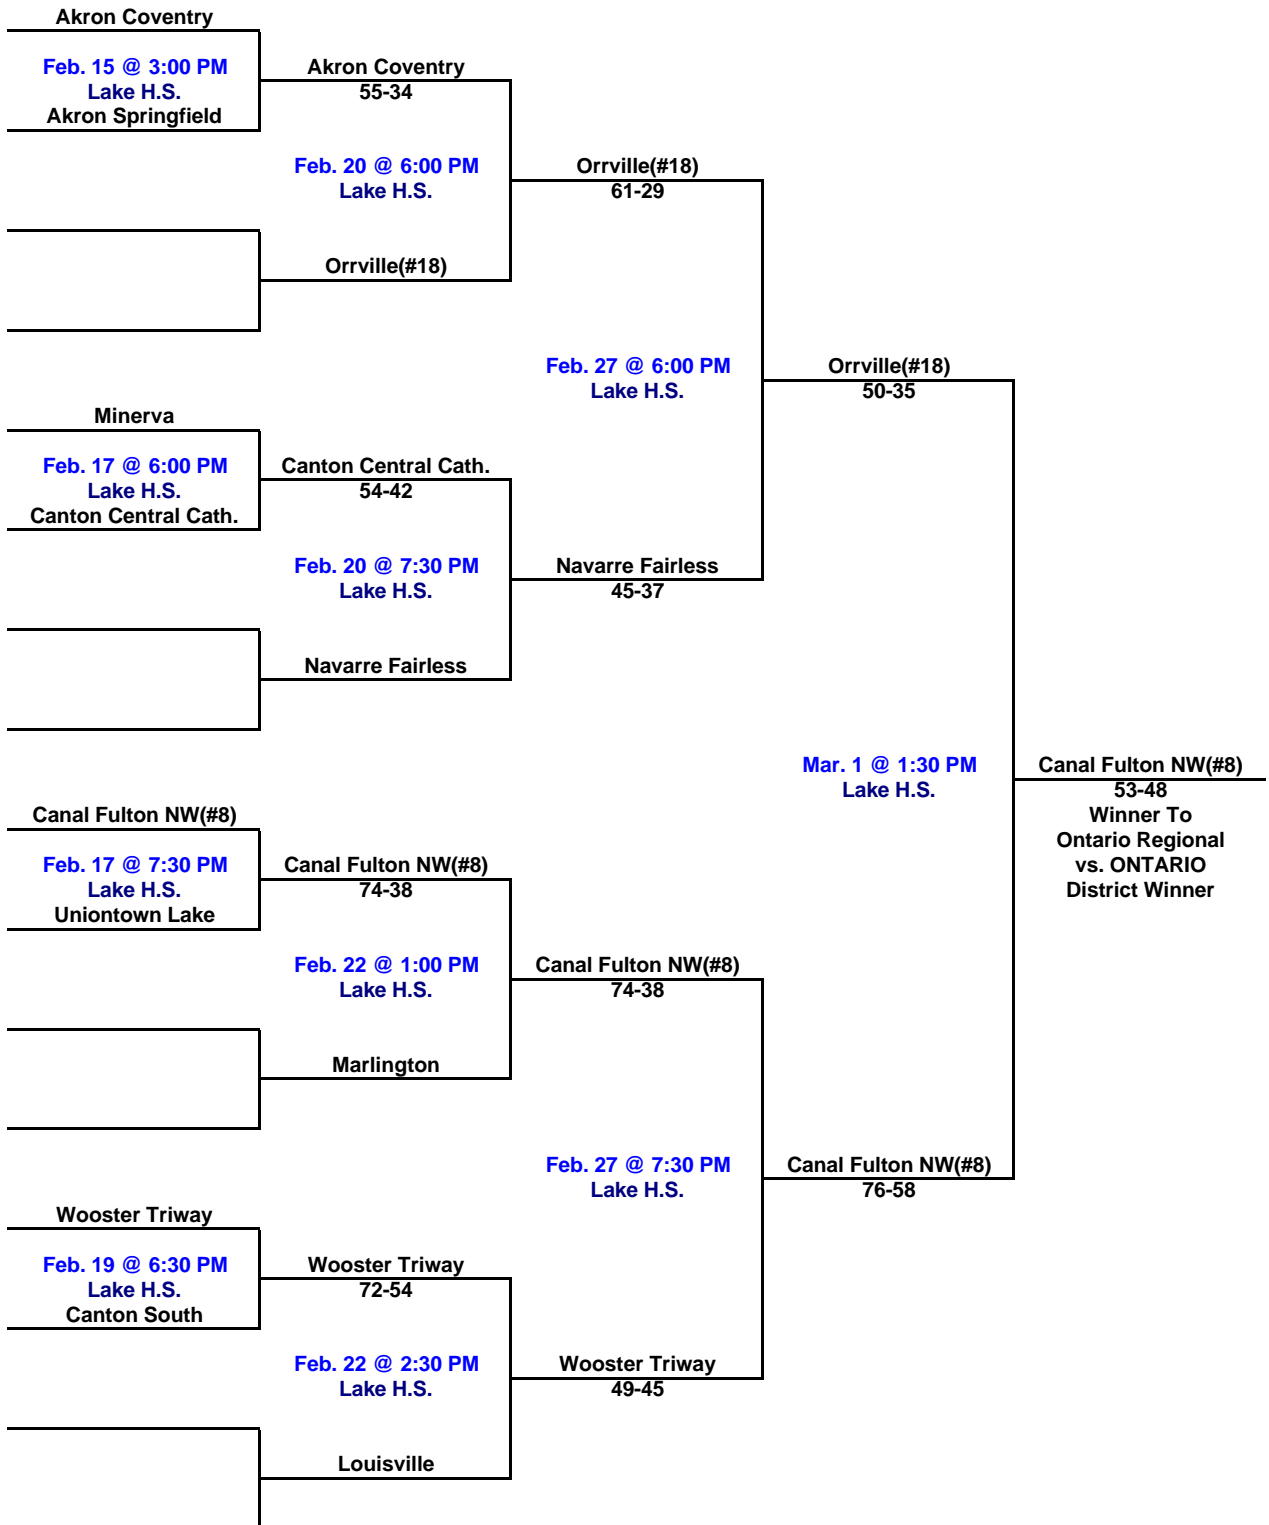 Akron Coventry
Feb. 15 @ 3:00 PM
Lake H.S.
Akron Springfield
Akron Coventry
55-34
Feb. 20 @ 6:00 PM
Lake H.S.
Orrville(#18)
Orrville(#18)
61-29
Minerva
Feb. 17 @ 6:00 PM
Lake H.S.
Canton Central Cath.
Canton Central Cath.
54-42
Feb. 20 @ 7:30 PM
Lake H.S.
Navarre Fairless
Navarre Fairless
45-37
Feb. 27 @ 6:00 PM
Lake H.S.
Orrville(#18)
50-35
Canal Fulton NW(#8)
Feb. 17 @ 7:30 PM
Lake H.S.
Uniontown Lake
Canal Fulton NW(#8)
74-38
Feb. 22 @ 1:00 PM
Lake H.S.
Marlington
Canal Fulton NW(#8)
74-38
Wooster Triway
Feb. 19 @ 6:30 PM
Lake H.S.
Canton South
Wooster Triway
72-54
Feb. 22 @ 2:30 PM
Lake H.S.
Louisville
Wooster Triway
49-45
Feb. 27 @ 7:30 PM
Lake H.S.
Canal Fulton NW(#8)
76-58
Mar. 1 @ 1:30 PM
Lake H.S.
Canal Fulton NW(#8)
53-48
Winner To
Ontario Regional
vs. ONTARIO
District Winner